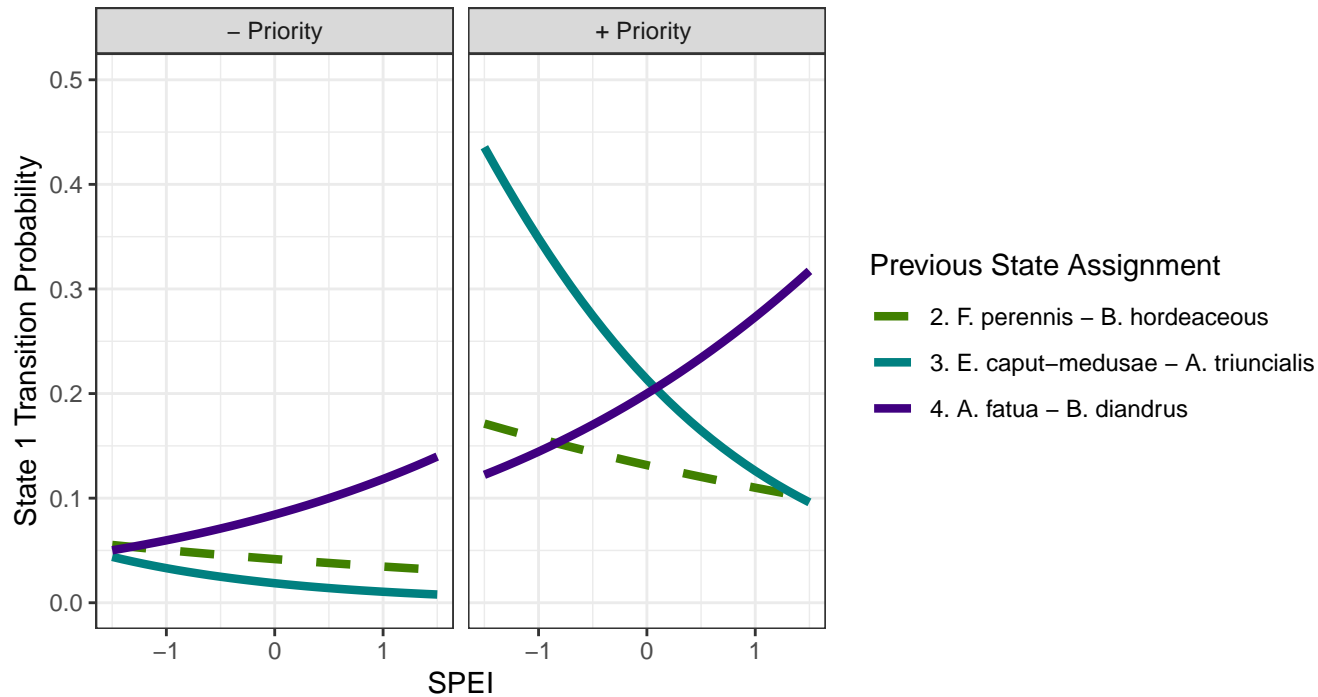 − Priority
+ Priority
0.5
0.4
0.3
0.2
0.1
0.0
State 1 Transition Probability
−1 0 1
−1 0 1
SPEI
Previous State Assignment
2. F. perennis − B. hordeaceous
3. E. caput−medusae − A. triuncialis
4. A. fatua − B. diandrus